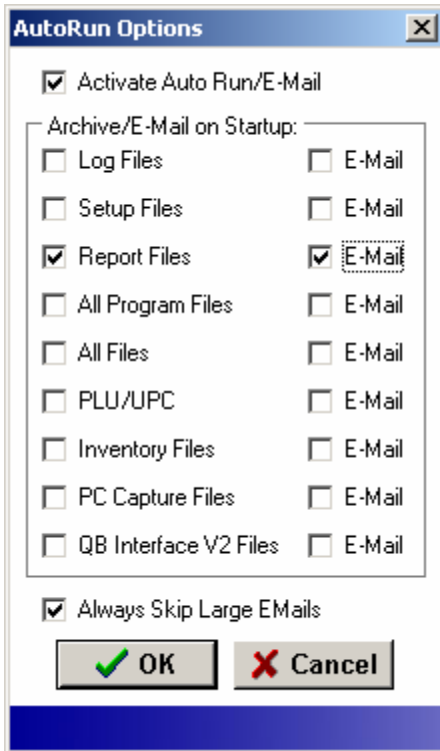 AutoRun Options
Activate Auto Run/E-Mail
Archive/E-Mail on Startup:
Log Files E-Mail
Setup Files E-Mail
Report Files E-Mail
All Program Files E-Mail
All Files E-Mail
PLU/UPC E-Mail
Inventory Files E-Mail
PC Capture Files E-Mail
QB Interface V2 Files E-Mail
Always Skip Large EMails
OK Cancel